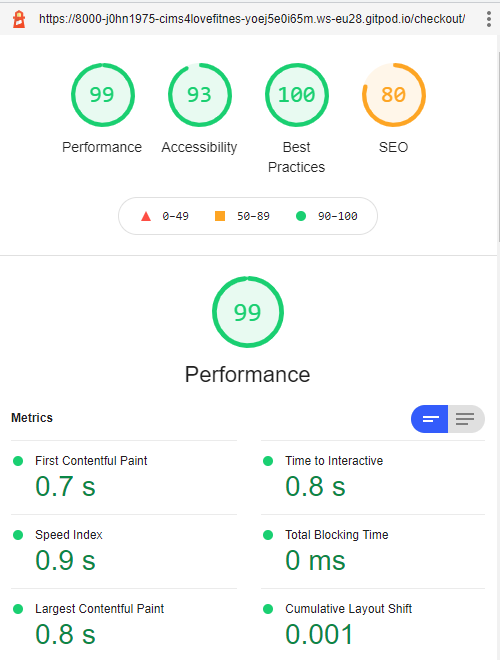 https://8000-j0hn1975-cims4lovefitnes-yoej5e0i65m.ws-eu28.gitpod.io/checkout/
99 93 100 80
Performance Accessibility Best Practices SEO
0–49 50–89 90–100
99
Performance
Metrics
First Contentful Paint
0.7 s
Time to Interactive
0.8 s
Speed Index
0.9 s
Total Blocking Time
0 ms
Largest Contentful Paint
0.8 s
Cumulative Layout Shift
0.001